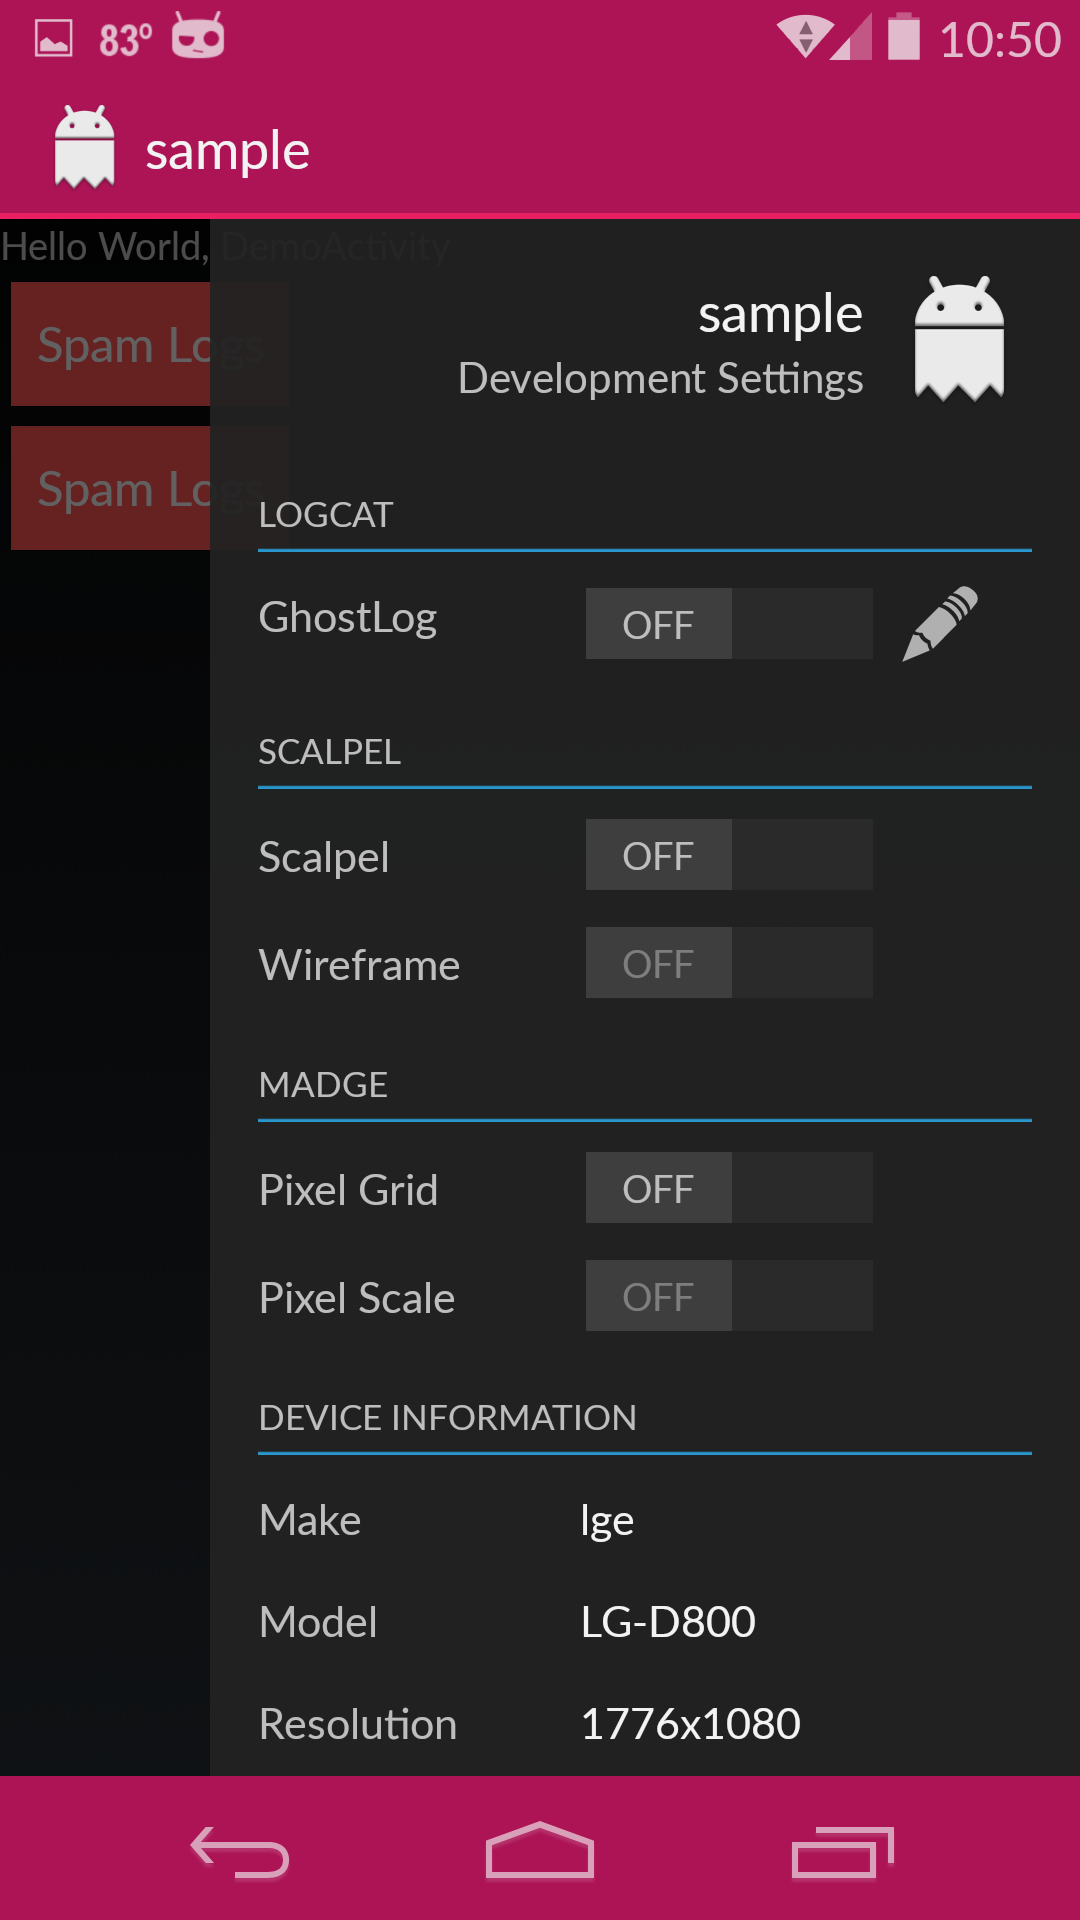 83°
10:50
sample
Hello World, DemoActivity
Spam Logs
Spam Logs
sample
Development Settings
LOGCAT
GhostLog OFF
SCALPEL
Scalpel OFF
Wireframe OFF
MADGE
Pixel Grid OFF
Pixel Scale OFF
DEVICE INFORMATION
Make lge
Model LG-D800
Resolution 1776x1080